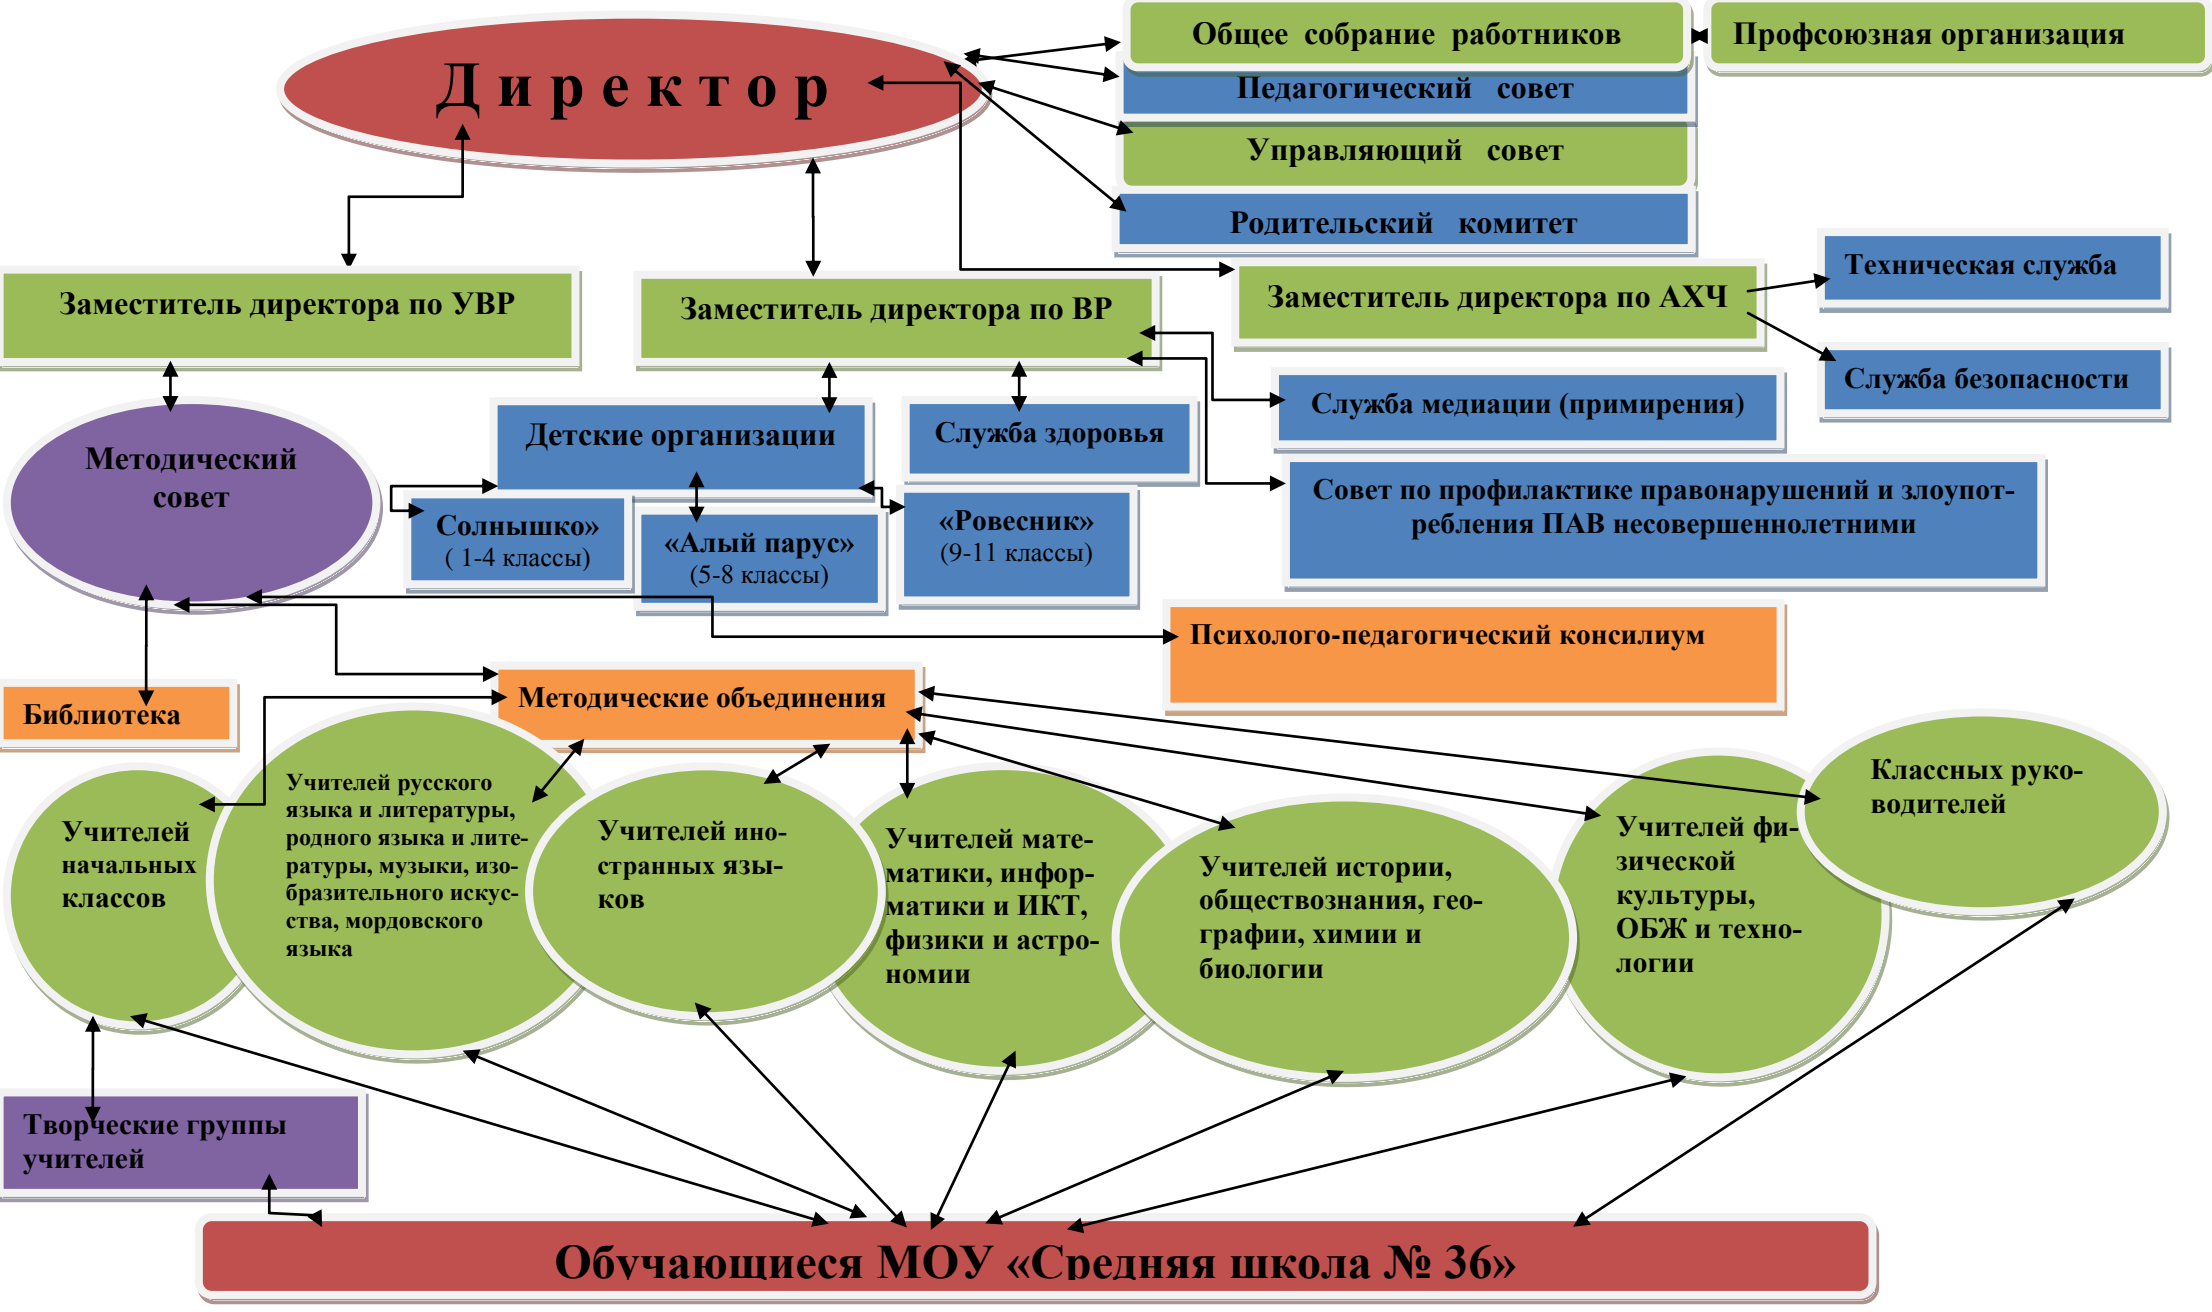 Д и р е к т о р
Общее собрание работников
Профсоюзная организация
Педагогический совет
Управляющий совет
Родительский комитет
Заместитель директора по УВР
Заместитель директора по ВР
Заместитель директора по АХЧ
Техническая служба
Служба безопасности
Методический
совет
Детские организации
Служба здоровья
Служба медиации (примирения)
Солнышко»
( 1-4 классы)
«Алый парус»
(5-8 классы)
«Ровесник»
(9-11 классы)
Совет по профилактике правонарушений и злоупот-
ребления ПАВ несовершеннолетними
Психолого-педагогический консилиум
Библиотека
Методические объединения
Учителей
начальных
классов
Учителей русского
языка и литературы,
родного языка и лите-
ратуры, музыки, изо-
бразительного искус-
ства, мордовского
языка
Учителей ино-
странных язы-
ков
Учителей мате-
матики, инфор-
матики и ИКТ,
физики и астро-
номии
Учителей истории,
обществознания, гео-
графии, химии и
биологии
Учителей фи-
зической
культуры,
ОБЖ и техно-
логии
Классных руко-
водителей
Творческие группы
учителей
Обучающиеся МОУ «Средняя школа № 36»